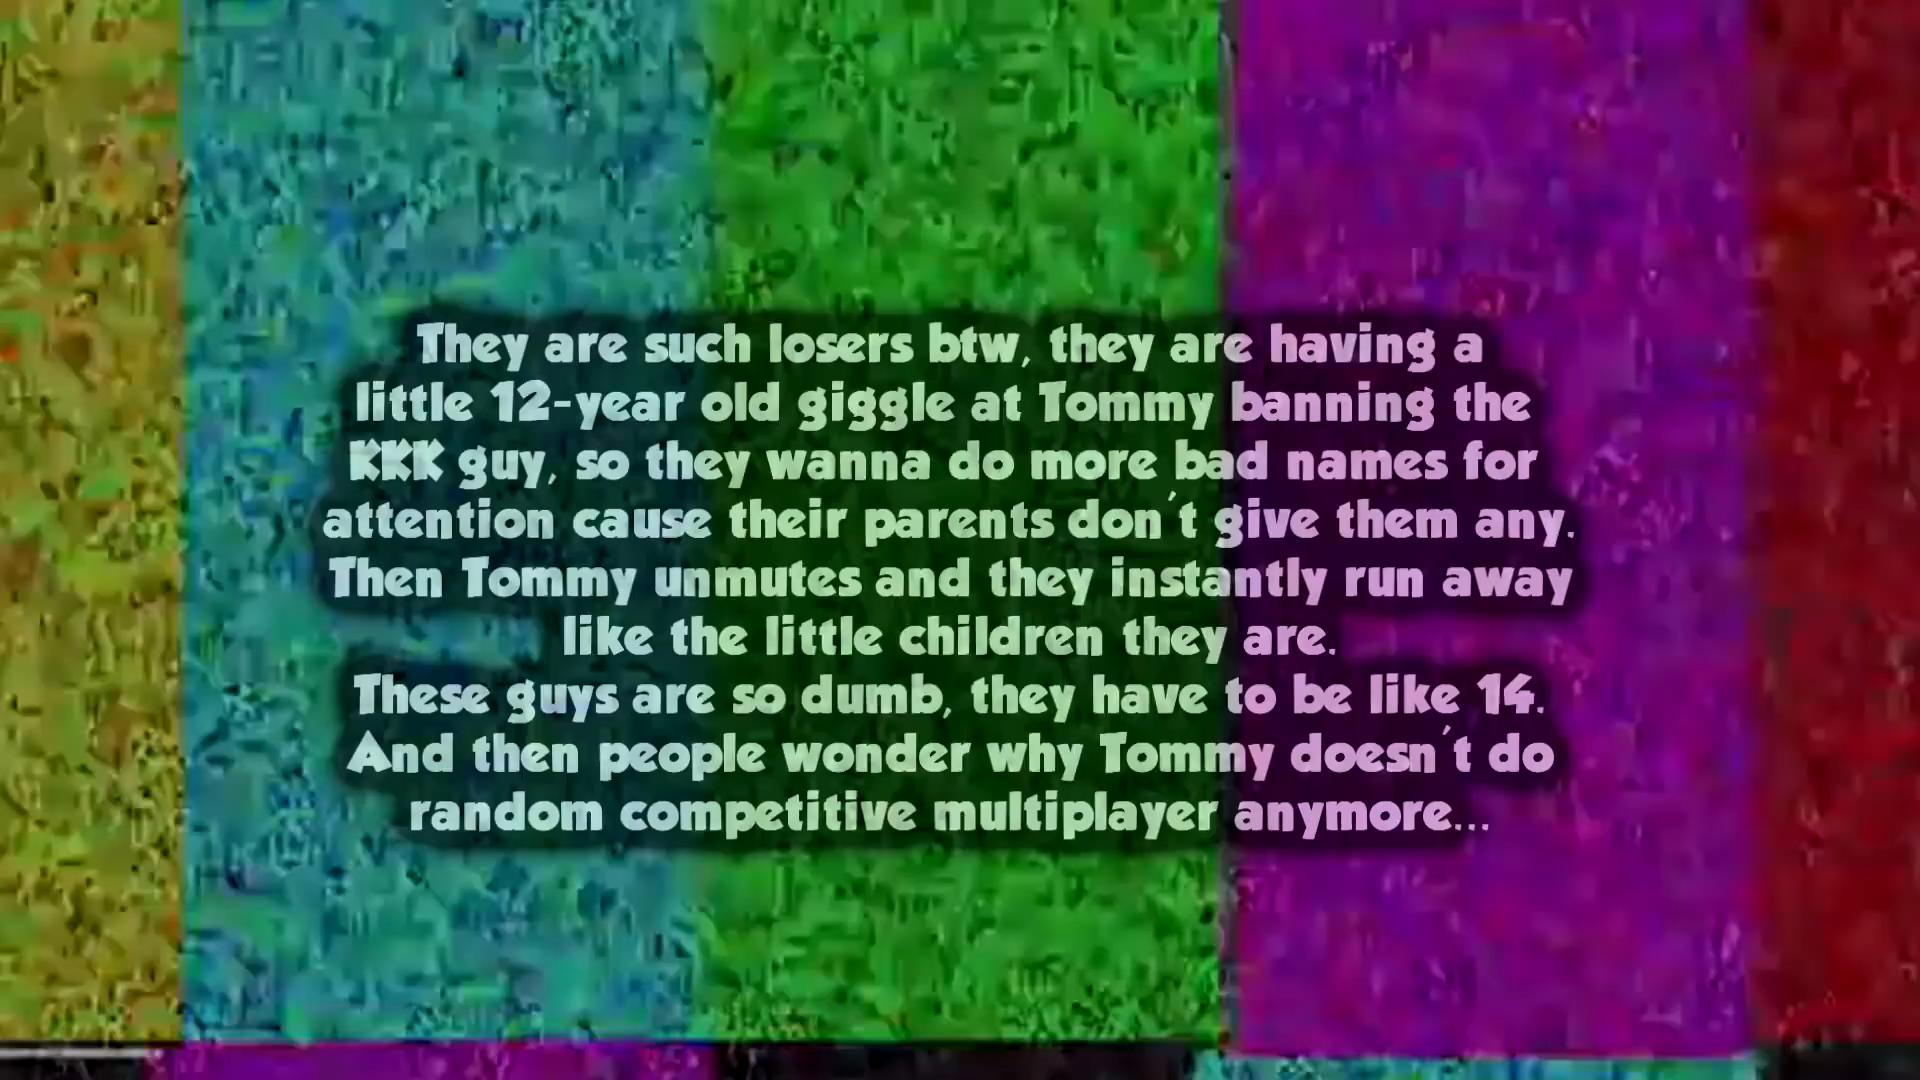 They are such losers btw, they are having a
little 12-year old giggle at Tommy banning the
KKK guy, so they wanna do more bad names for
attention cause their parents don't give them any.
Then Tommy unmutes and they instantly run away
like the little children they are.
These guys are so dumb, they have to be like 14.
And then people wonder why Tommy doesn't do
random competitive multiplayer anymore...